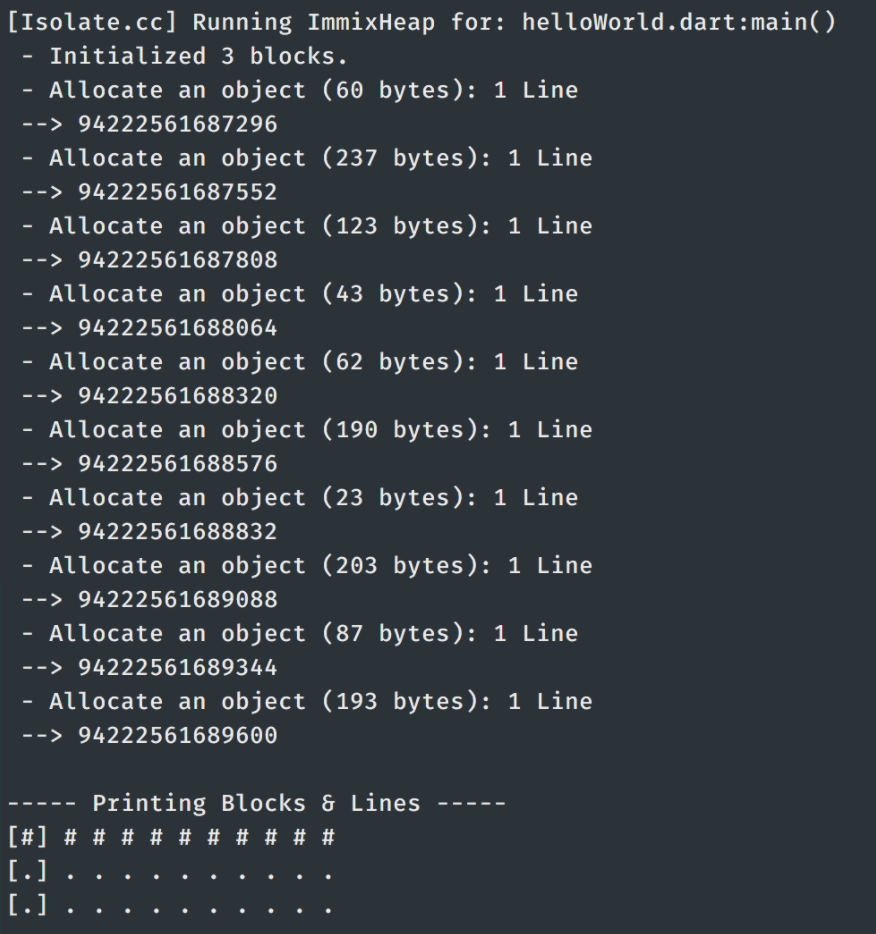 [Isolate.cc] Running ImmixHeap for: helloWorld.dart:main()
 - Initialized 3 blocks.
 - Allocate an object (60 bytes): 1 Line
 --> 94222561687296
 - Allocate an object (237 bytes): 1 Line
 --> 94222561687552
 - Allocate an object (123 bytes): 1 Line
 --> 94222561687808
 - Allocate an object (43 bytes): 1 Line
 --> 94222561688064
 - Allocate an object (62 bytes): 1 Line
 --> 94222561688320
 - Allocate an object (190 bytes): 1 Line
 --> 94222561688576
 - Allocate an object (23 bytes): 1 Line
 --> 94222561688832
 - Allocate an object (203 bytes): 1 Line
 --> 94222561689088
 - Allocate an object (87 bytes): 1 Line
 --> 94222561689344
 - Allocate an object (193 bytes): 1 Line
 --> 94222561689600

----- Printing Blocks & Lines -----
[#] # # # # # # # # # #
[.] . . . . . . . . . .
[.] . . . . . . . . . .